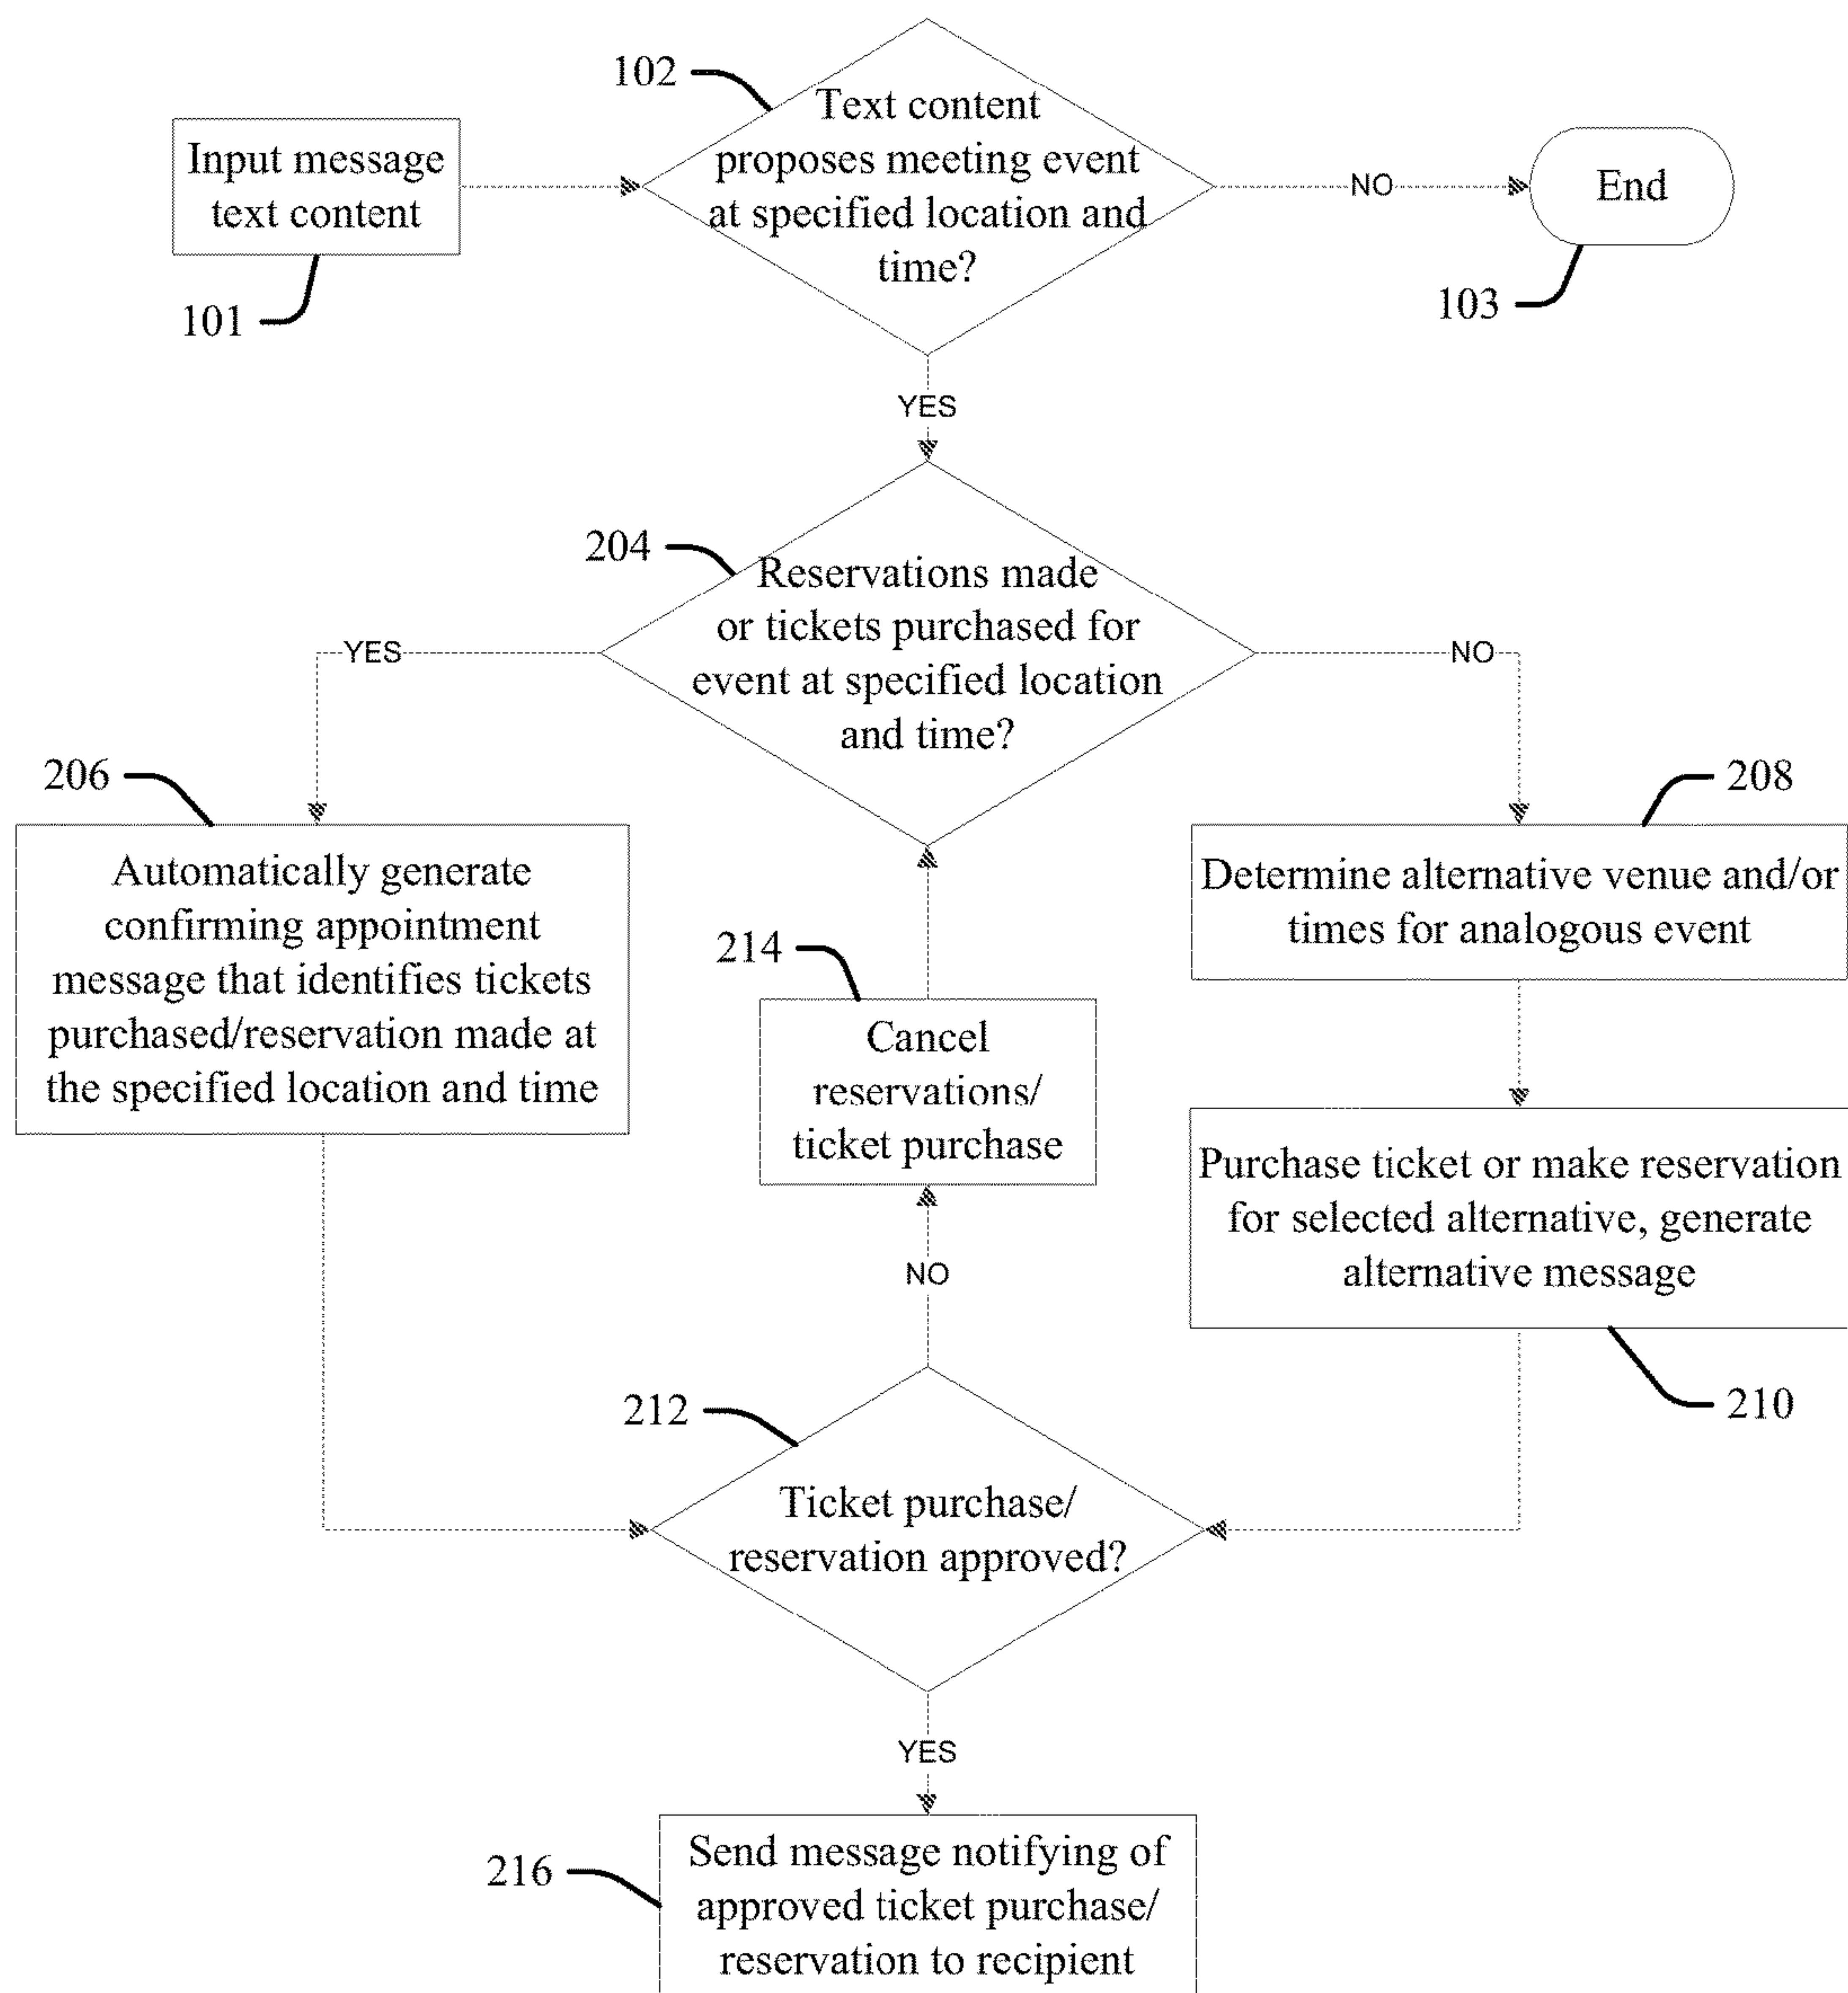 102
Text content
proposes meeting event
at specified location and
time?
Input message
text content
101
NO
End
103
YES
204
Reservations made
or tickets purchased for
event at specified location
and time?
YES
NO
206
Automatically generate
confirming appointment
message that identifies tickets
purchased/reservation made at
the specified location and time
208
Determine alternative venue and/or
times for analogous event
214
Cancel
reservations/
ticket purchase
Purchase ticket or make reservation
for selected alternative, generate
alternative message
210
NO
212
Ticket purchase/
reservation approved?
YES
216
Send message notifying of
approved ticket purchase/
reservation to recipient